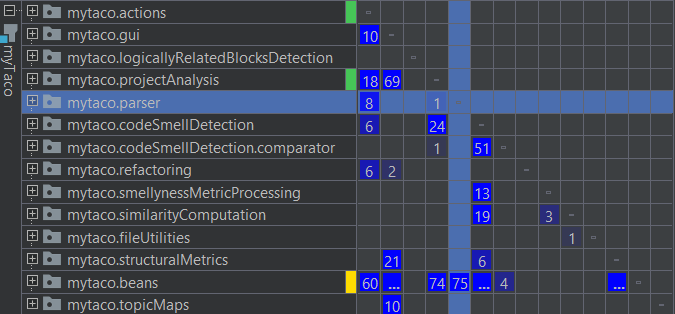 myTaco
mytaco.actions -
mytaco.gui 10 -
mytaco.logicallyRelatedBlocksDetection -
mytaco.projectAnalysis 18 69 -
mytaco.parser 8 1 -
mytaco.codeSmellDetection 6 24 -
mytaco.codeSmellDetection.comparator 1 51 -
mytaco.refactoring 6 2 -
mytaco.smellynessMetricProcessing 13 -
mytaco.similarityComputation 19 3 -
mytaco.fileUtilities 1 -
mytaco.structuralMetrics 21 6 -
mytaco.beans 60 ... 74 75 ... 4 ... -
mytaco.topicMaps 10 -